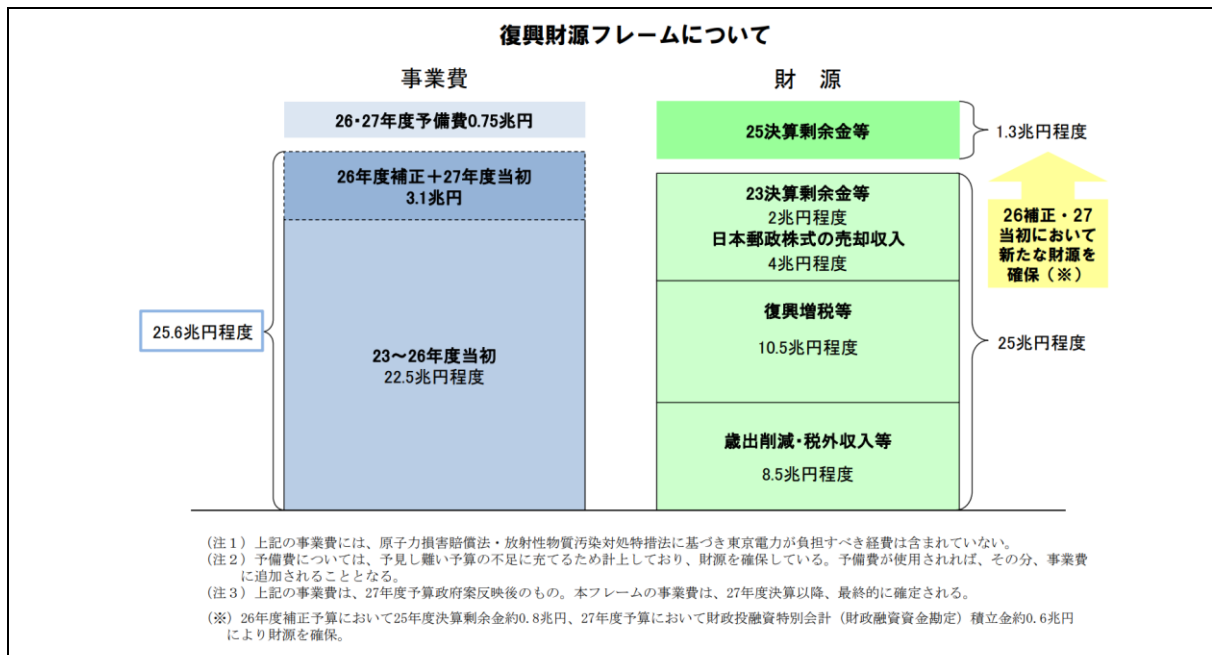 復興財源フレームについて
事業費
財 源
26・27年度予備費0.75兆円
26年度補正＋27年度当初
3.1兆円
25.6兆円程度
23～26年度当初
22.5兆円程度
25決算剰余金等
1.3兆円程度
23決算剰余金等
2兆円程度
日本郵政株式の売却収入
4兆円程度
26補正・27
当初において
新たな財源を
確保（※）
復興増税等
10.5兆円程度
25兆円程度
歳出削減・税外収入等
8.5兆円程度
（注１）上記の事業費には、原子力損害賠償法・放射性物質汚染対処特措法に基づき東京電力が負担すべき経費は含まれていない。
（注２）予備費については、予見し難い予算の不足に充てるため計上しており、財源を確保している。予備費が使用されれば、その分、事業費
に追加されることとなる。
（注３）上記の事業費は、27年度予算政府案反映後のもの。本フレームの事業費は、27年度決算以降、最終的に確定される。
（※）26年度補正予算において25年度決算剰余金約0.8兆円、27年度予算において財政投融資特別会計（財政融資資金勘定）積立金約0.6兆円
により財源を確保。